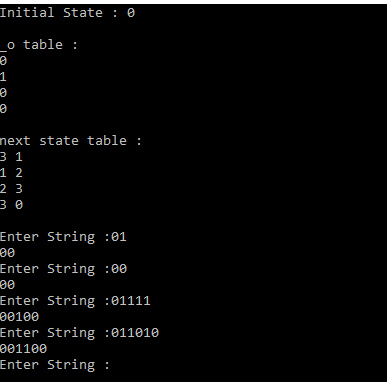 Initial State : 0
_o table :
0
1
0
0
next state table :
3 1
1 2
2 3
3 0
Enter String :01
00
Enter String :00
00
Enter String :01111
00100
Enter String :011010
001100
Enter String :